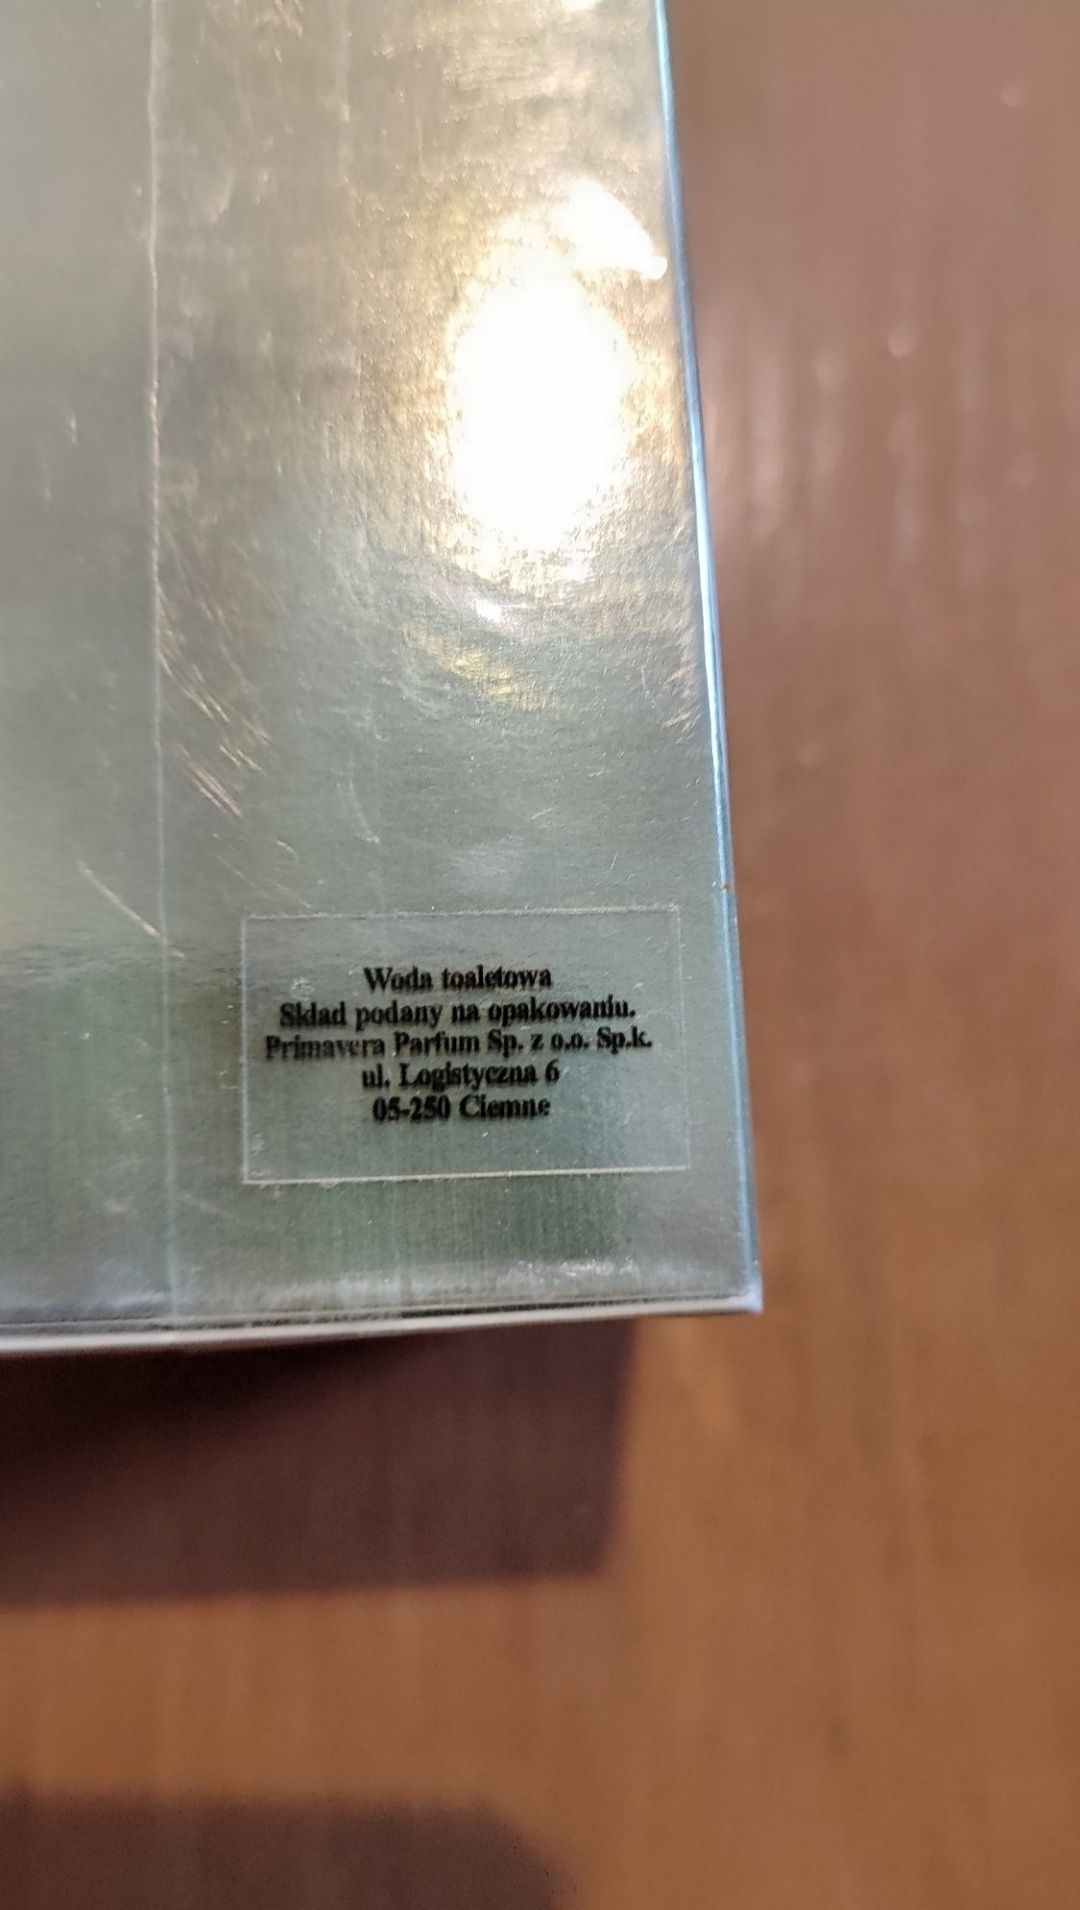 Woda toaletowa
Skład podany na opakowaniu.
Primavera Parfum Sp. z o.o. Sp.k.
ul. Logistyczna 6
05-250 Ciemne